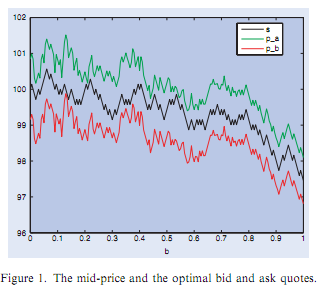 102
101
100
99
98
97
96
s
p_a
p_b
0 0.1 0.2 0.3 0.4 0.5 0.6 0.7 0.8 0.9 1
b
Figure 1. The mid-price and the optimal bid and ask quotes.